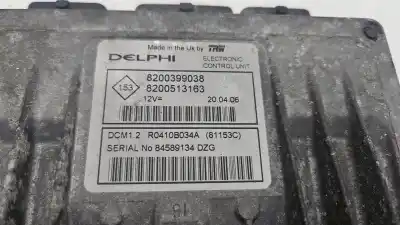 Made in the UK by TRW
DELPHI ELECTRONIC CONTROL UNIT
153
8200399038
8200513163
12V= 20.04.06
DCM1.2 R0410B034A (81153C)
SERIAL No 84589134 DZG